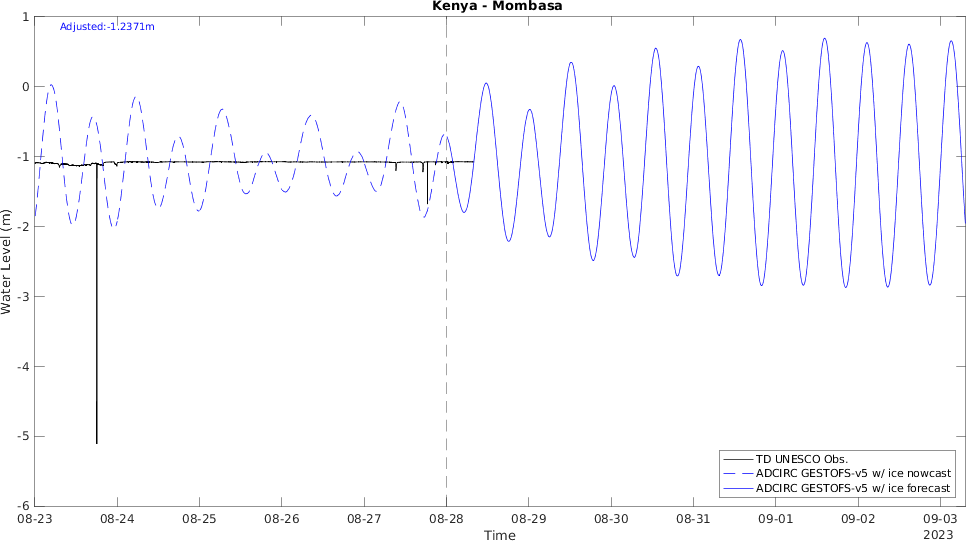 Kenya - Mombasa
Adjusted:-1.2371m
1
0
-1
-2
-3
-4
-5
-6
Water Level (m)
08-23 08-24 08-25 08-26 08-27 08-28 08-29 08-30 08-31 09-01 09-02 09-03
Time
2023
TD UNESCO Obs.
ADCIRC GESTOFS-v5 w/ ice nowcast
ADCIRC GESTOFS-v5 w/ ice forecast